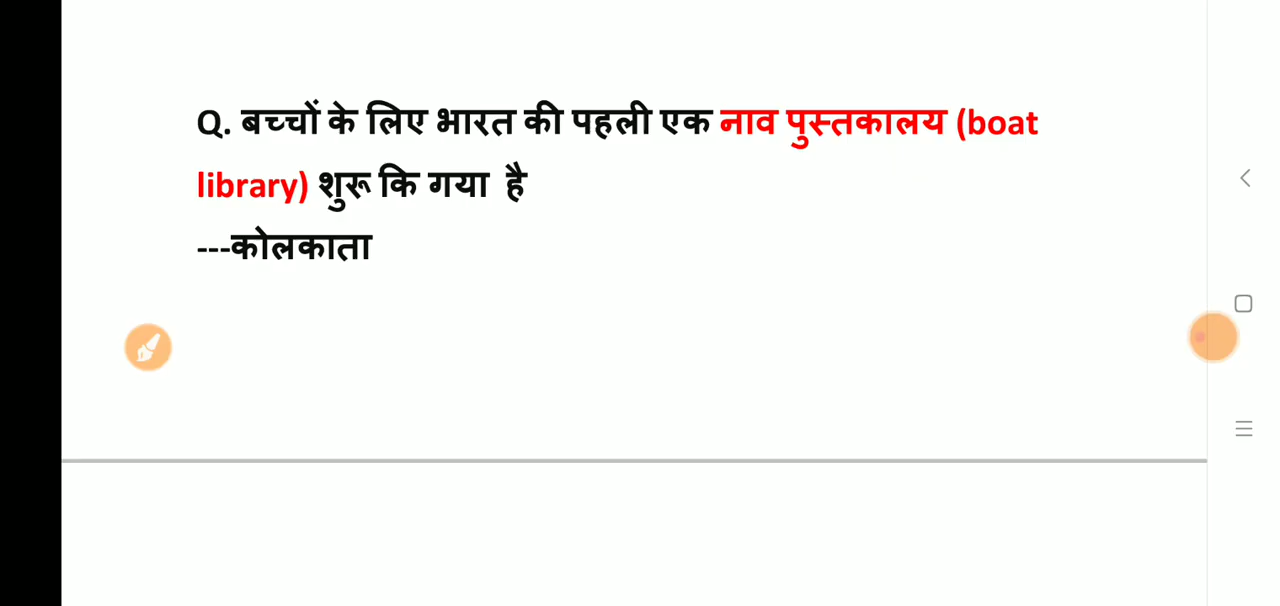 Q. बच्चों के लिए भारत की पहली एक नाव पुस्तकालय (boat
library) शुरू कि गया है
---कोलकाता